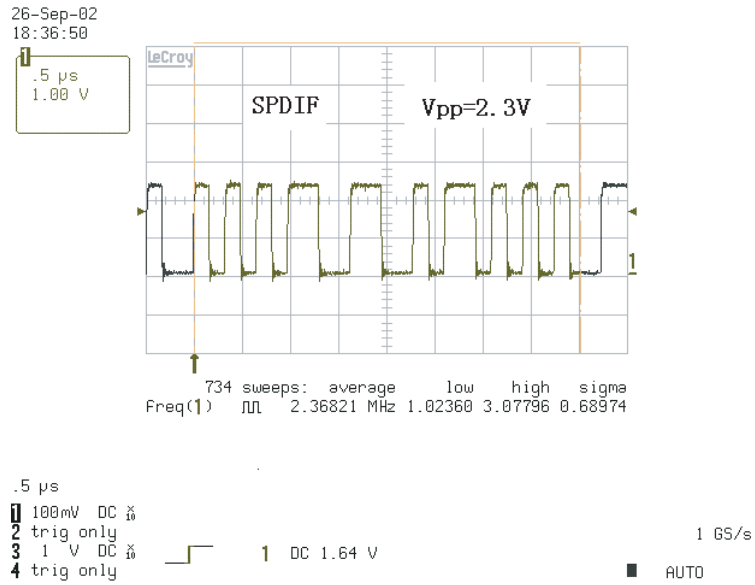 26-Sep-02
18:36:50
1
.5 µs
1.00 V
LeCroy
SPDIF
Vpp=2.3V
1
734 sweeps: average low high sigma
Freq(1) 2.36821 MHz 1.02360 3.07796 0.68974
.5 µs
1 100mV DC X10
2 trig only
3 1 V DC X10
4 trig only
1 DC 1.64 V
1 GS/s
AUTO